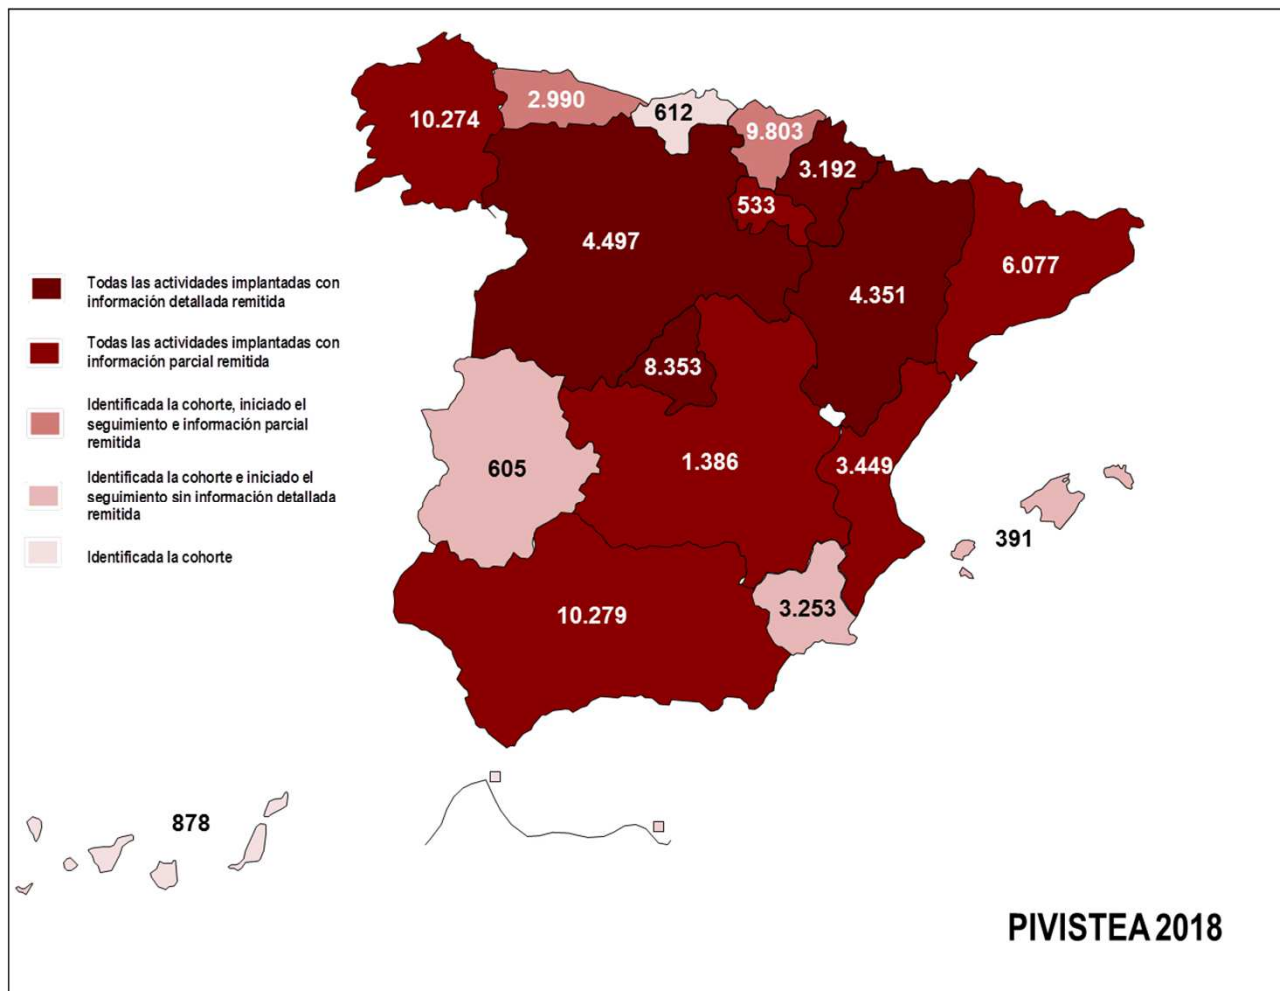 10.274
2.990
612
9.803
3.192
533
4.497
6.077
4.351
8.353
605
1.386
3.449
391
3.253
10.279
878
Todas las actividades implantadas con
información detallada remitida
Todas las actividades implantadas con
información parcial remitida
Identificada la cohorte, iniciado el
seguimiento e información parcial
remitida
Identificada la cohorte e iniciado el
seguimiento sin información detallada
remitida
Identificada la cohorte
PIVISTEA 2018